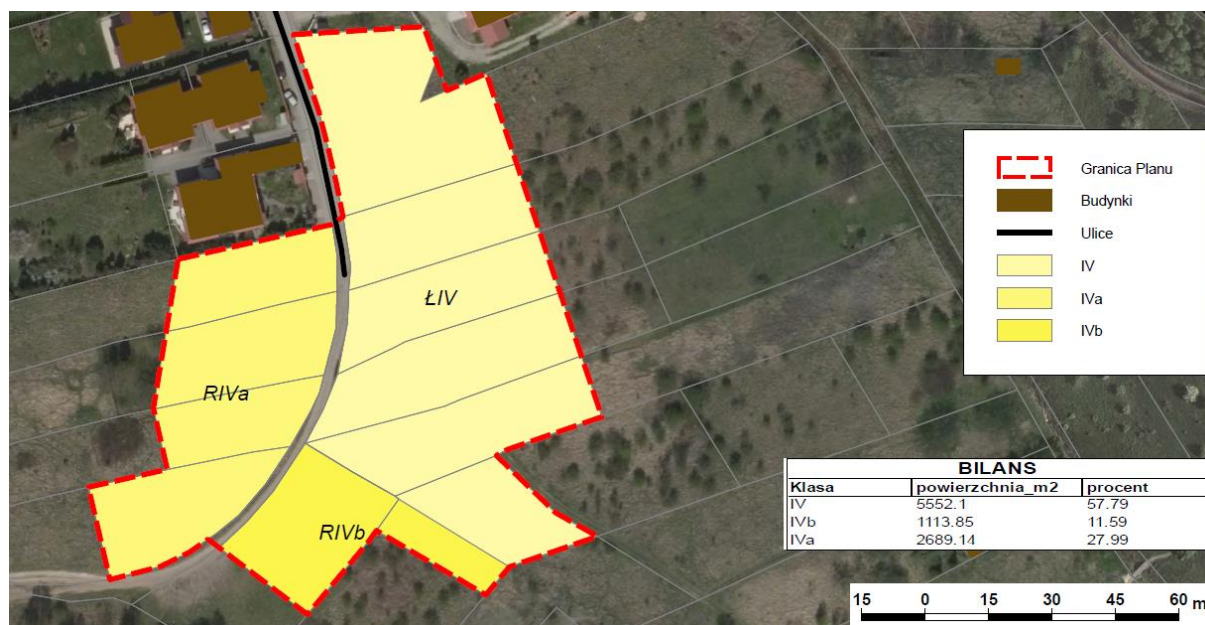 Granica Planu
Budynki
Ulice
IV
IVa
IVb
ŁIV
RIVa
RIVb
BILANS
Klasa powierzchnia_m2 procent
IV 5552.1 57.79
IVb 1113.85 11.59
IVa 2689.14 27.99
15 0 15 30 45 60 m